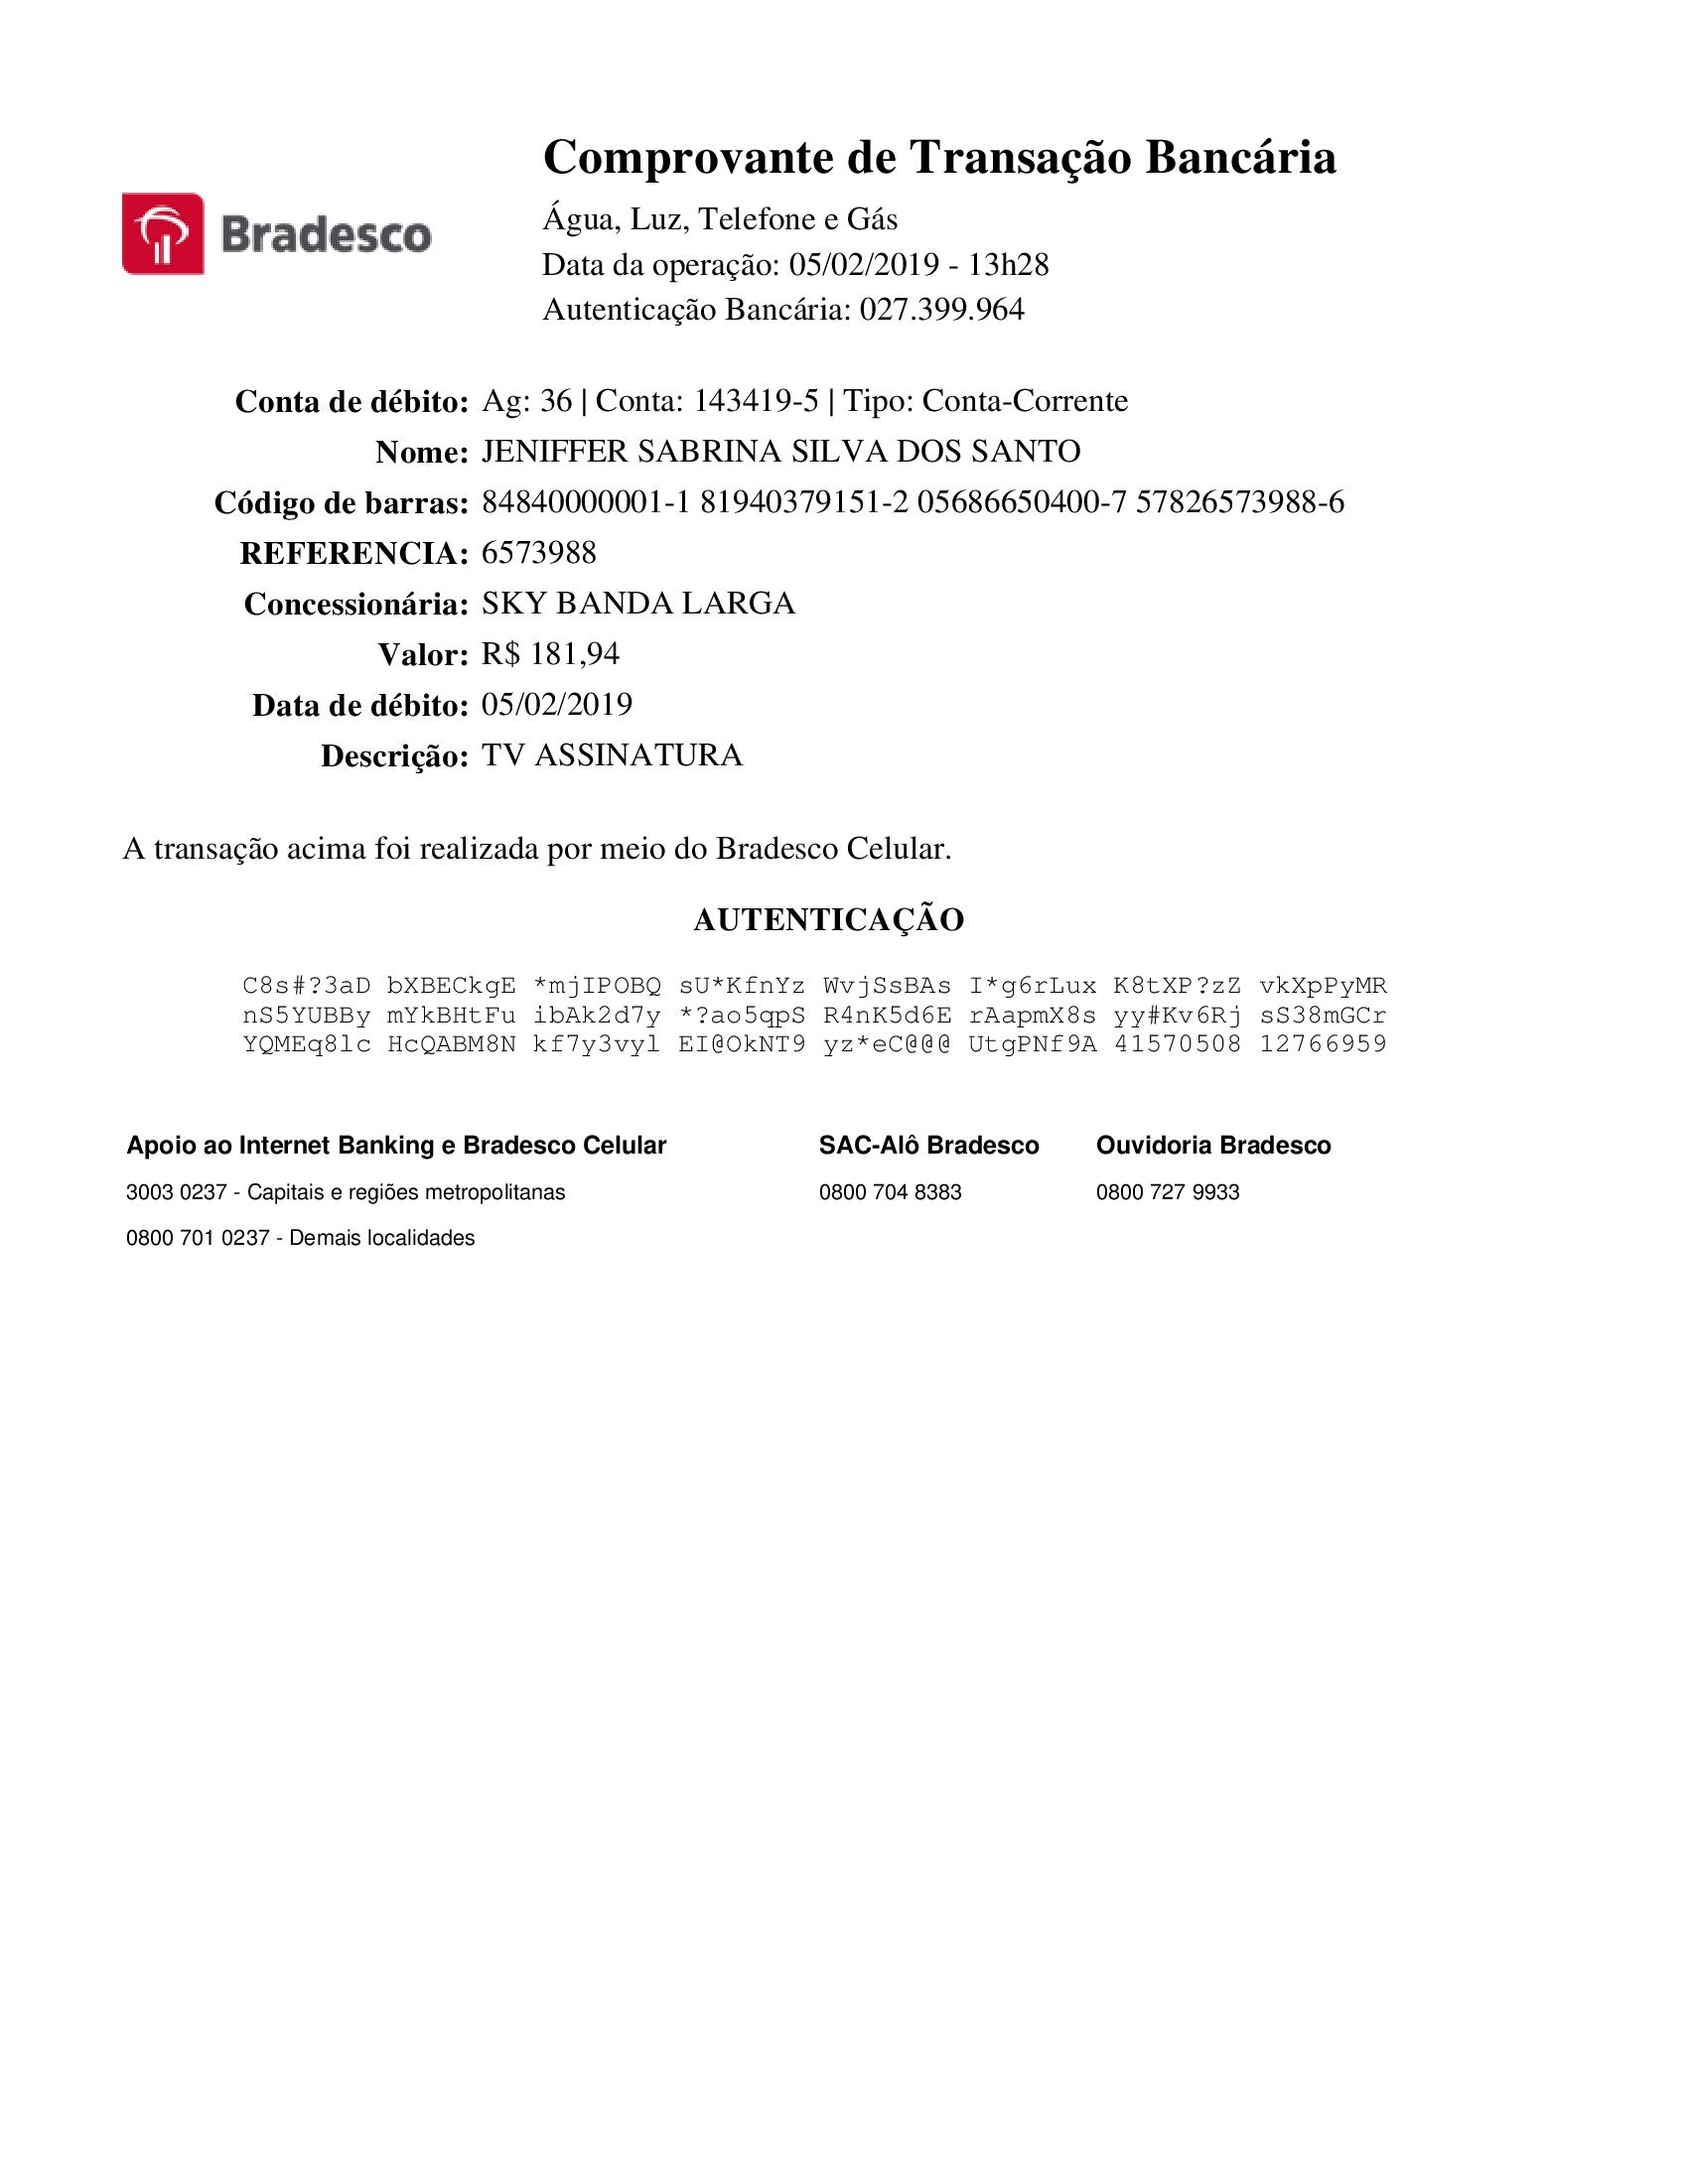 Comprovante de Transação Bancária
Bradesco
Água, Luz, Telefone e Gás
Data da operação: 05/02/2019 - 13h28
Autenticação Bancária: 027.399.964
Conta de débito: Ag: 36 | Conta: 143419-5 | Tipo: Conta-Corrente
Nome: JENIFFER SABRINA SILVA DOS SANTO
Código de barras: 84840000001-1 81940379151-2 05686650400-7 57826573988-6
REFERENCIA: 6573988
Concessionária: SKY BANDA LARGA
Valor: R$ 181,94
Data de débito: 05/02/2019
Descrição: TV ASSINATURA
A transação acima foi realizada por meio do Bradesco Celular.
AUTENTICAÇÃO
C8s#?3aD bXBECkgE *mjIPOBQ sU*KfnYz WvjSsBAs I*g6rLux K8tXP?zZ vkXpPyMR
nS5YUBBy mYkBHtFu ibAk2d7y *?ao5qpS R4nK5d6E rAapmX8s yy#Kv6Rj sS38mGCr
YQMEq8lc HcQABM8N kf7y3vyl EI@OkNT9 yz*eC@@@ UtgPNf9A 41570508 12766959
Apoio ao Internet Banking e Bradesco Celular SAC-Alô Bradesco Ouvidoria Bradesco
3003 0237 - Capitais e regiões metropolitanas 0800 704 8383 0800 727 9933
0800 701 0237 - Demais localidades